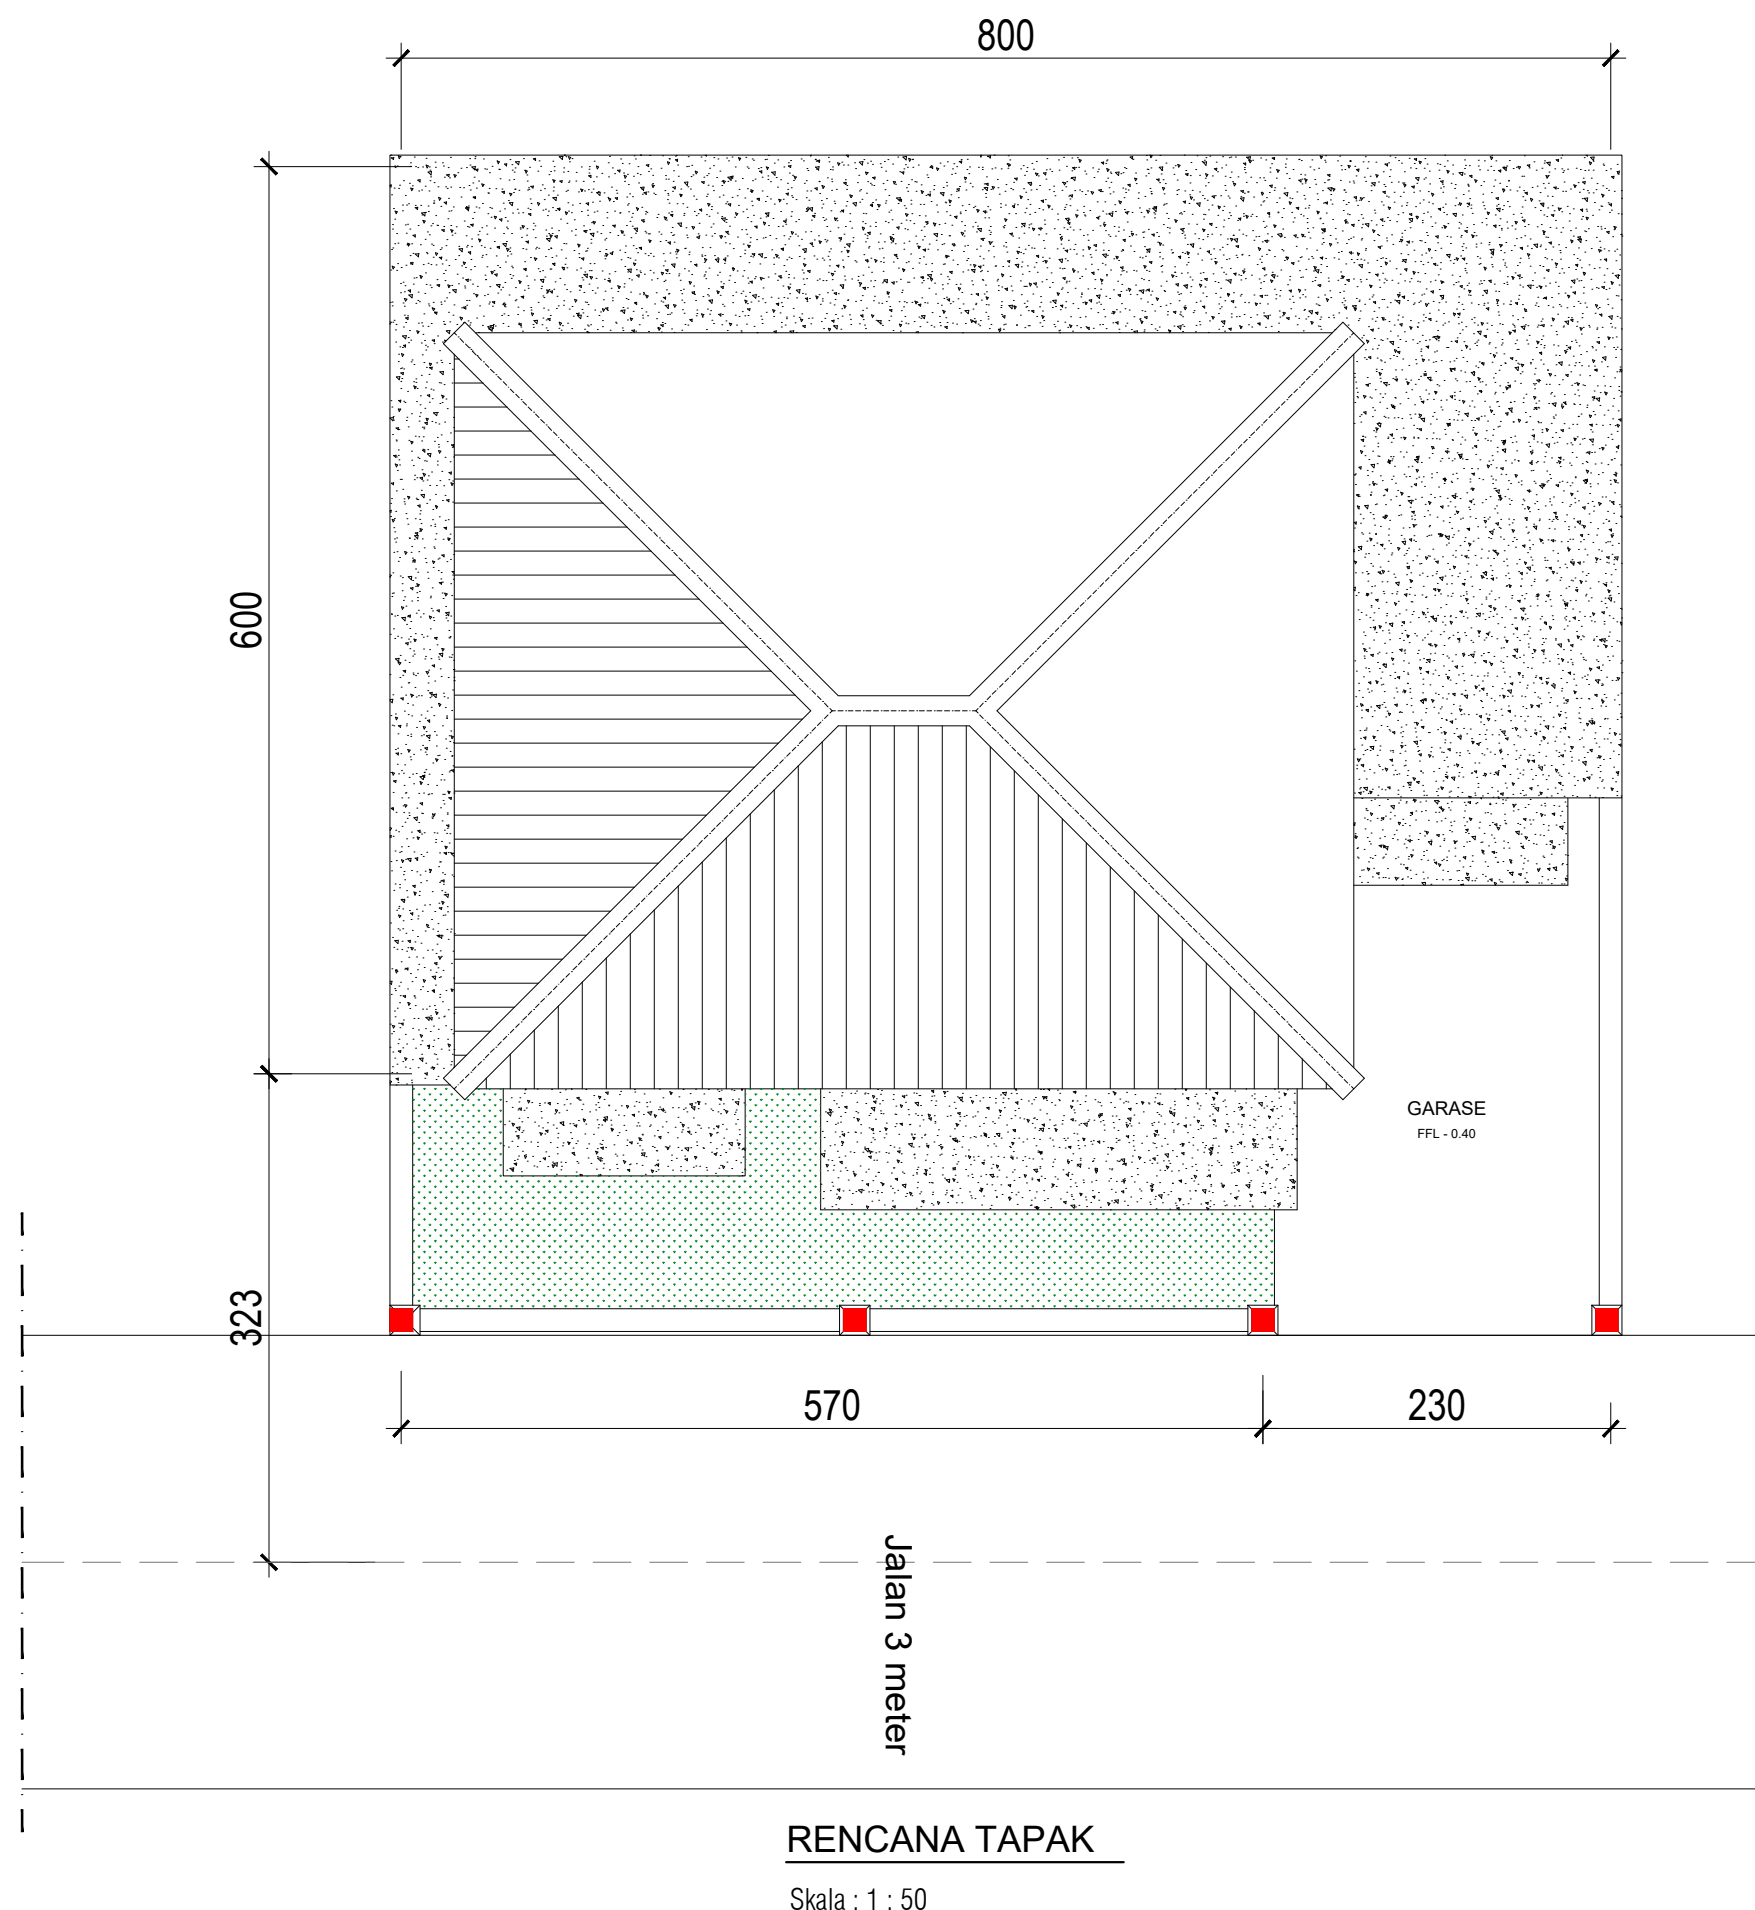 800
600
GARASE
FFL - 0.40
323
570
230
Jalan 3 meter
RENCANA TAPAK
Skala : 1 : 50